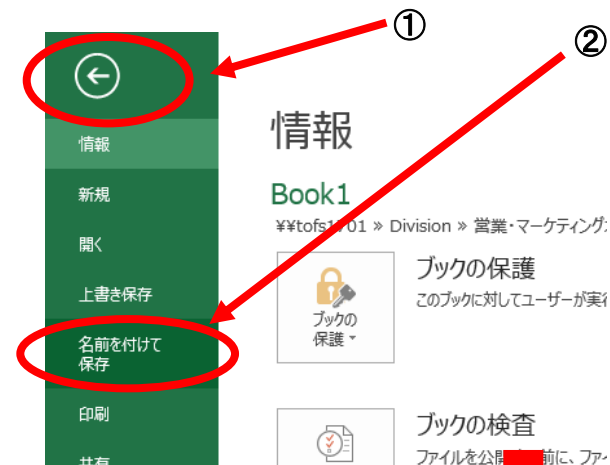 ①
②
情報
新規
開く
上書き保存
名前を付けて
保存
印刷
共有
情報
Book1
Division » 営業・マーケティング
ブックの
保護
ブックの保護
このブックに対してユーザーが実行
ブックの検査
ファイルを公開 前に、ファイ